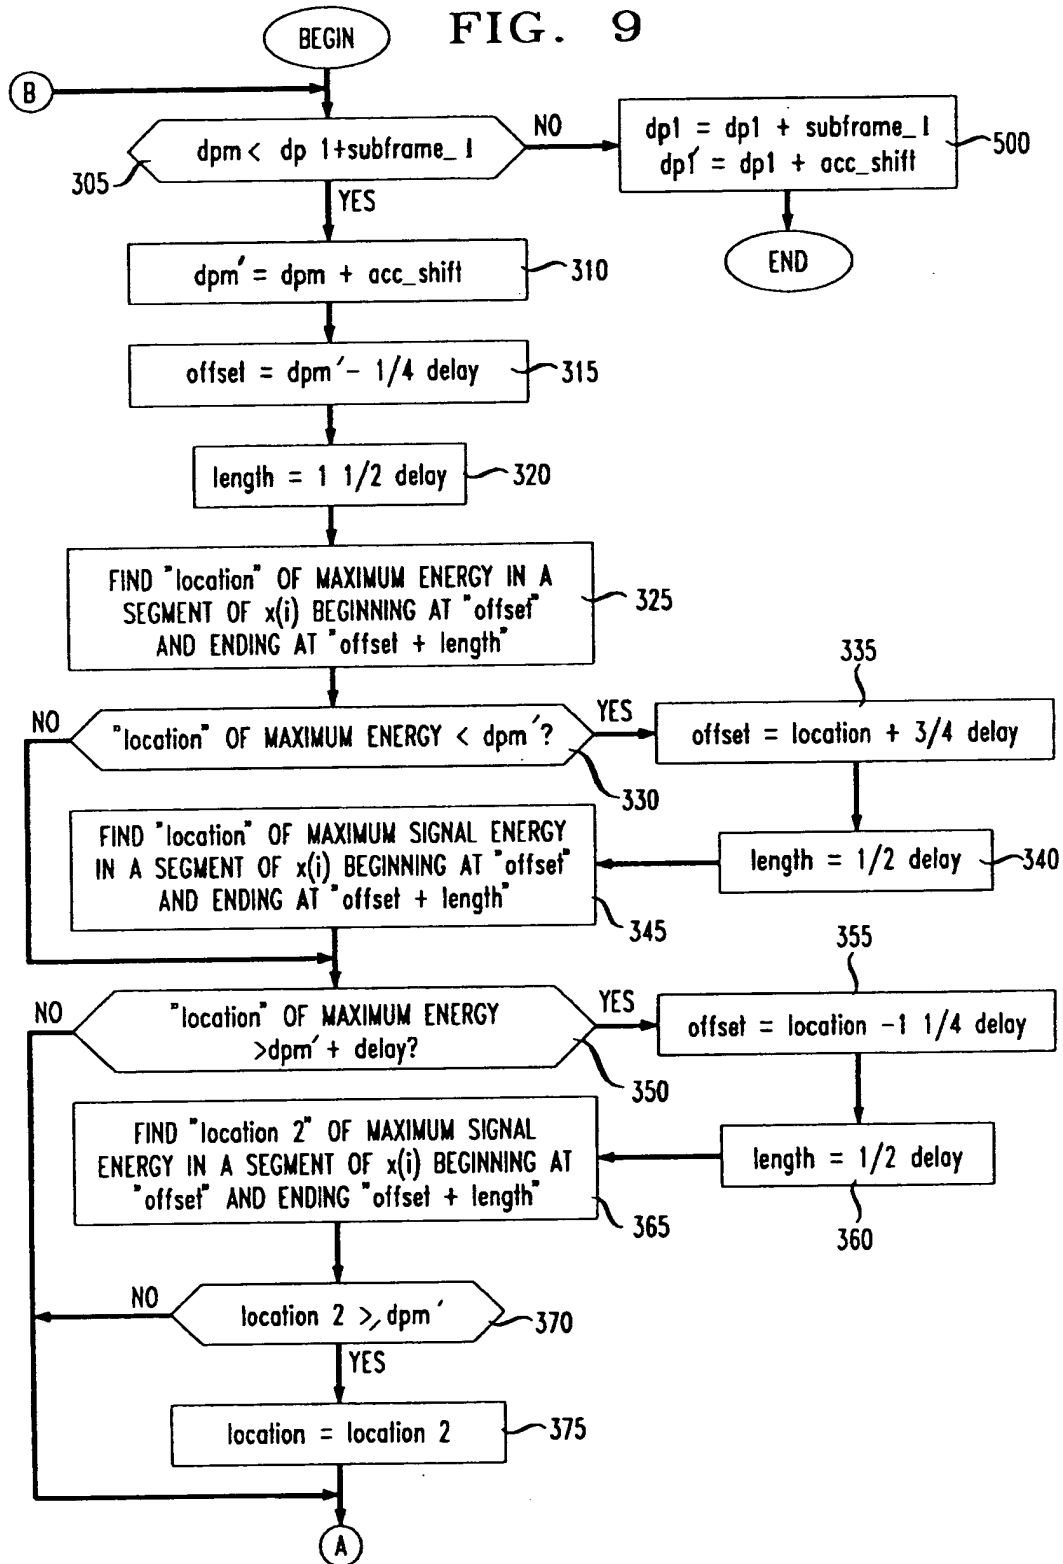 FIG. 9
BEGIN
B
dpm < dp 1+subframe_l
305
NO
YES
dp1 = dp1 + subframe_l
dp1' = dp1 + acc_shift
500
END
dpm' = dpm + acc_shift
310
offset = dpm' - 1/4 delay
315
length = 1 1/2 delay
320
FIND "location" OF MAXIMUM ENERGY IN A
SEGMENT OF x(i) BEGINNING AT "offset"
AND ENDING AT "offset + length"
325
NO
"location" OF MAXIMUM ENERGY < dpm'?
330
YES
335
offset = location + 3/4 delay
length = 1/2 delay
340
FIND "location" OF MAXIMUM SIGNAL ENERGY
IN A SEGMENT OF x(i) BEGINNING AT "offset"
AND ENDING AT "offset + length"
345
NO
"location" OF MAXIMUM ENERGY
>dpm' + delay?
350
YES
355
offset = location -1 1/4 delay
length = 1/2 delay
360
FIND "location 2" OF MAXIMUM SIGNAL
ENERGY IN A SEGMENT OF x(i) BEGINNING AT
"offset" AND ENDING "offset + length"
365
NO
location 2 >, dpm'
370
YES
location = location 2
375
A